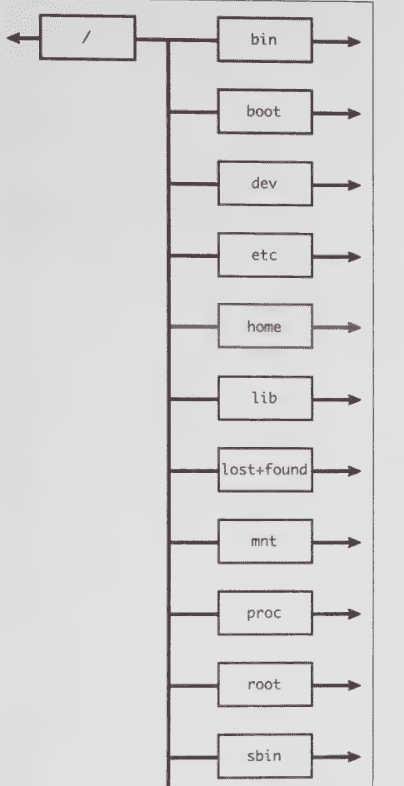 /
bin
boot
dev
etc
home
lib
lost+found
mnt
proc
root
sbin